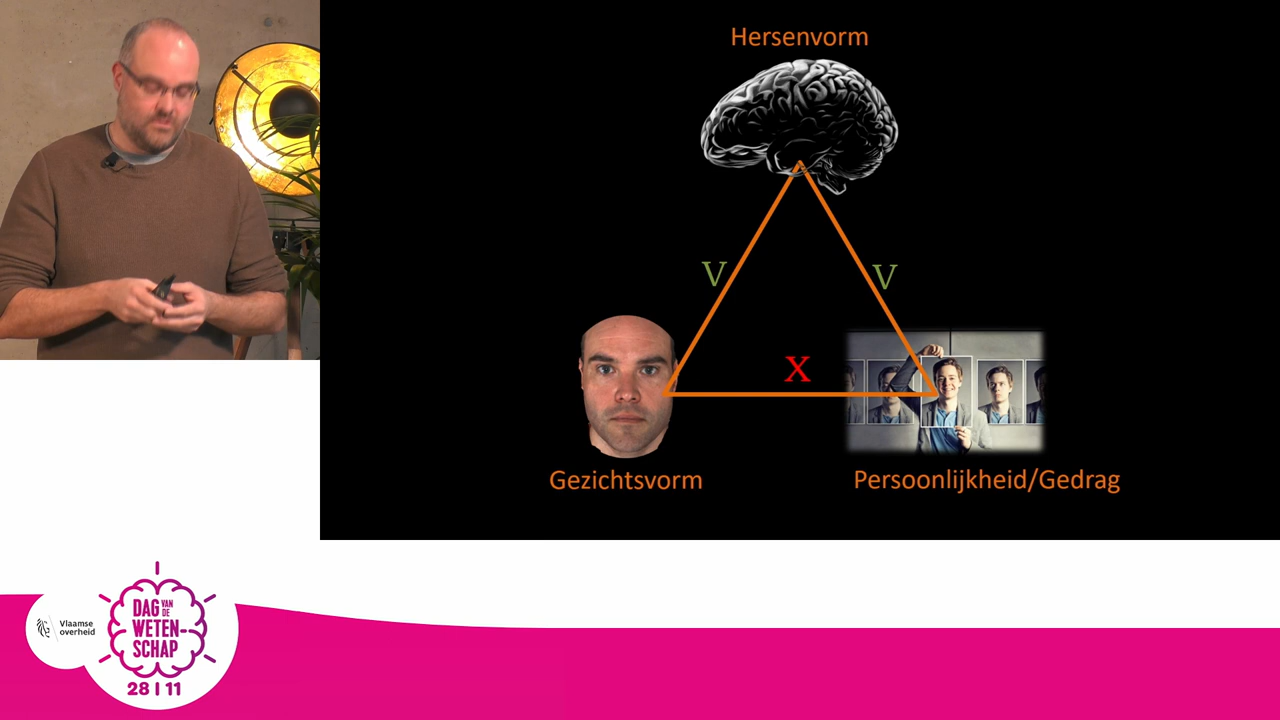 Hersenvorm
V
V
X
Gezichtsvorm
Persoonlijkheid/Gedrag
Vlaamse
overheid
DAG VAN DE
WETEN-
SCHAP
28 | 11